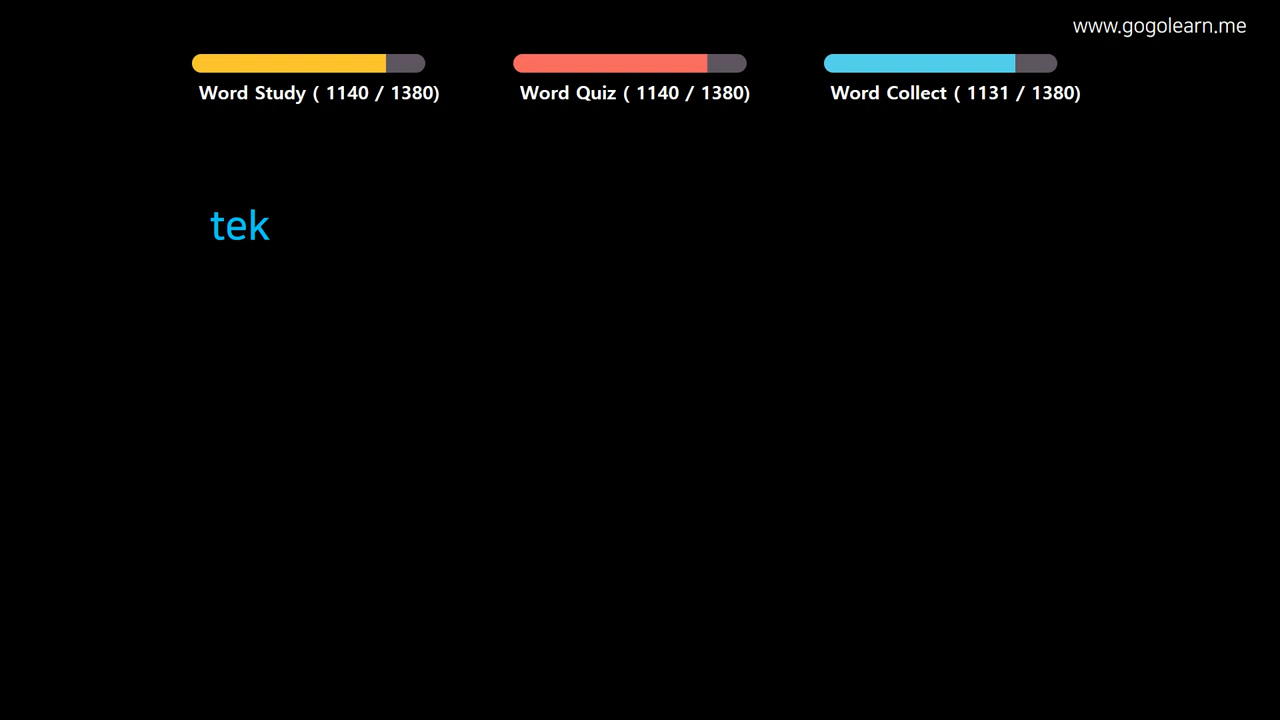 www.gogolearn.me
Word Study ( 1140 / 1380)
Word Quiz ( 1140 / 1380)
Word Collect ( 1131 / 1380)
tek